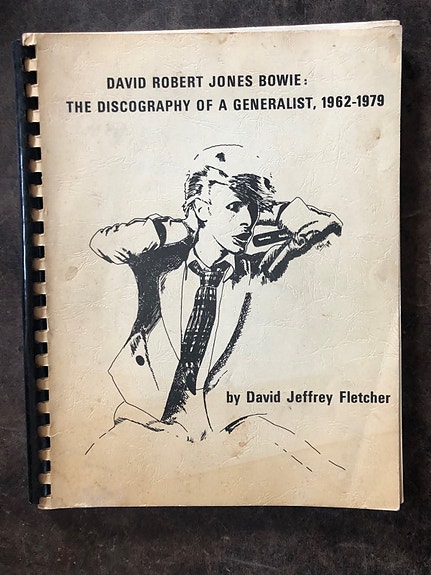 DAVID ROBERT JONES BOWIE:
THE DISCOGRAPHY OF A GENERALIST, 1962-1979
by David Jeffrey Fletcher